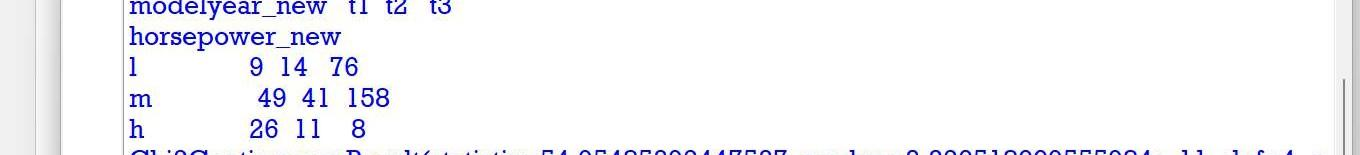 modelyear_new t1 t2 t3
horsepower_new
l 9 14 76
m 49 41 158
h 26 11 8